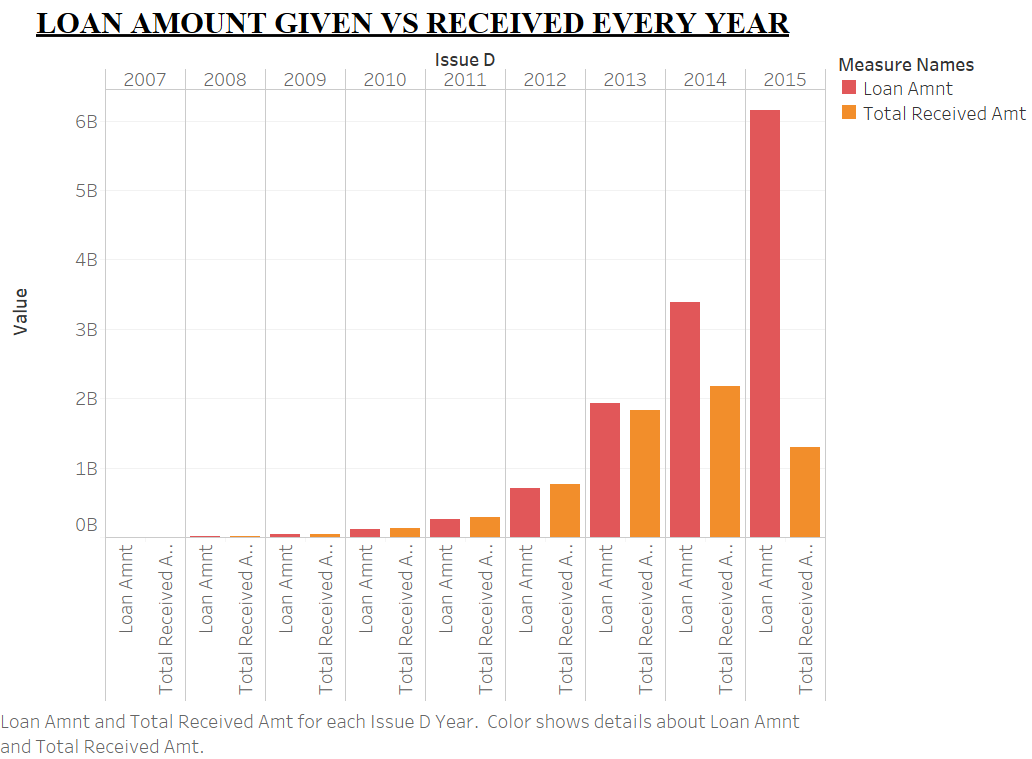 LOAN AMOUNT GIVEN VS RECEIVED EVERY YEAR
Issue D
2007 2008 2009 2010 2011 2012 2013 2014 2015
Measure Names
Loan Amnt
Total Received Amt
Value
6B
5B
4B
3B
2B
1B
0B
Loan Amnt
Total Received A..
Loan Amnt
Total Received A..
Loan Amnt
Total Received A..
Loan Amnt
Total Received A..
Loan Amnt
Total Received A..
Loan Amnt
Total Received A..
Loan Amnt
Total Received A..
Loan Amnt
Total Received A..
Loan Amnt
Total Received A..
Loan Amnt and Total Received Amt for each Issue D Year.  Color shows details about Loan Amnt
and Total Received Amt.